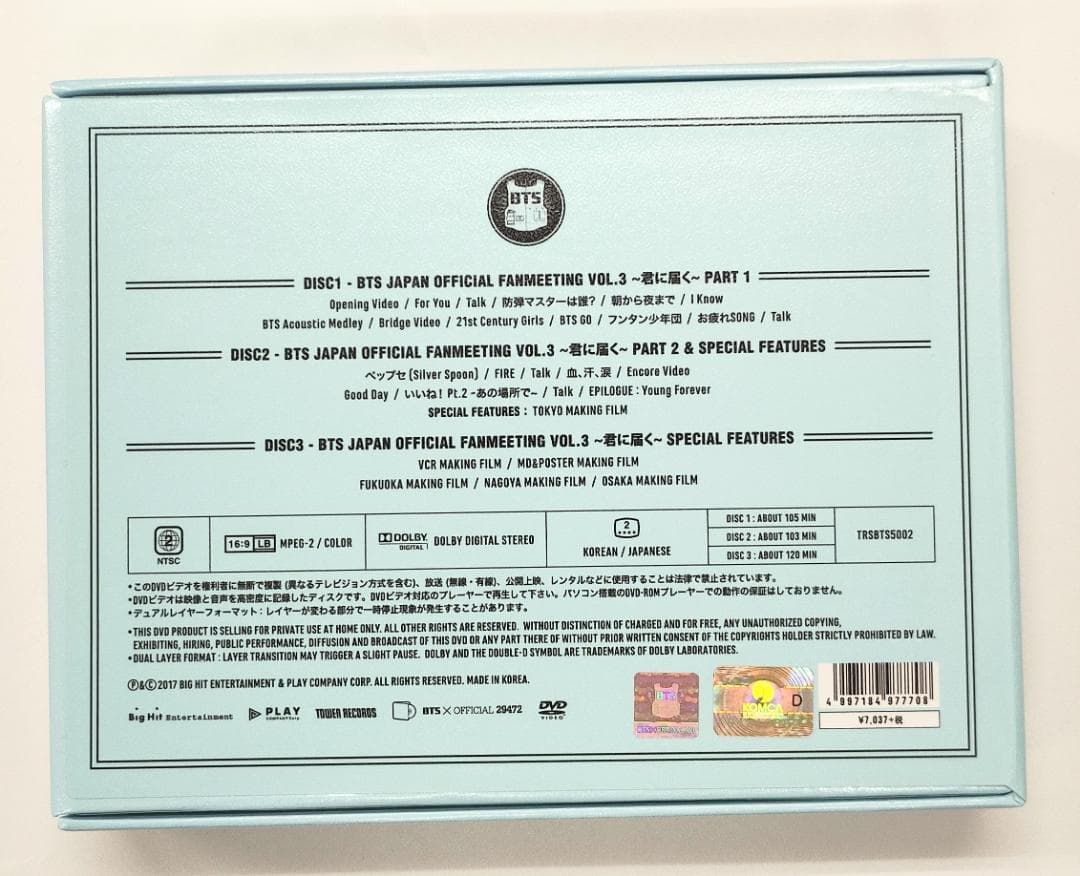 BTS
DISC1 - BTS JAPAN OFFICIAL FANMEETING VOL.3 ~君に届く~ PART 1
Opening Video / For You / Talk / 防弾マスターは誰? / 朝から夜まで / I Know
BTS Acoustic Medley / Bridge Video / 21st Century Girls / BTS GO / フンタン少年団 / お疲れSONG / Talk
DISC2 - BTS JAPAN OFFICIAL FANMEETING VOL.3 ~君に届く~ PART 2 & SPECIAL FEATURES
ペップセ (Silver Spoon) / FIRE / Talk / 血、汗、涙 / Encore Video
Good Day / いいね! Pt.2 -あの場所で- / Talk / EPILOGUE : Young Forever
SPECIAL FEATURES : TOKYO MAKING FILM
DISC3 - BTS JAPAN OFFICIAL FANMEETING VOL.3 ~君に届く~ SPECIAL FEATURES
VCR MAKING FILM / MD&POSTER MAKING FILM
FUKUOKA MAKING FILM / NAGOYA MAKING FILM / OSAKA MAKING FILM
2 NTSC
16:9 LB MPEG-2 / COLOR
DOLBY DIGITAL DOLBY DIGITAL STEREO
2 KOREAN / JAPANESE
DISC 1 : ABOUT 105 MIN
DISC 2 : ABOUT 103 MIN
DISC 3 : ABOUT 120 MIN
TRSBTS5002
•このDVDビデオを権利者に無断で複製 (異なるテレビジョン方式を含む)、放送 (無線・有線)、公開上映、レンタルなどに使用することは法律で禁止されています。
•DVDビデオは映像と音声を高密度に記録したディスクです。DVDビデオ対応のプレーヤーで再生して下さい。パソコン搭載のDVD-ROMプレーヤーでの動作の保証はしておりません。
•デュアルレイヤーフォーマット : レイヤーが変わる部分で一時停止現象が発生することがあります。
•THIS DVD PRODUCT IS SELLING FOR PRIVATE USE AT HOME ONLY. ALL OTHER RIGHTS ARE RESERVED. WITHOUT DISTINCTION OF CHARGED AND FOR FREE, ANY UNAUTHORIZED COPYING,
EXHIBITING, HIRING, PUBLIC PERFORMANCE, DIFFUSION AND BROADCAST OF THIS DVD OR ANY PART THERE OF WITHOUT PRIOR WRITTEN CONSENT OF THE COPYRIGHTS HOLDER STRICTLY PROHIBITED BY LAW.
•DUAL LAYER FORMAT : LAYER TRANSITION MAY TRIGGER A SLIGHT PAUSE. DOLBY AND THE DOUBLE-D SYMBOL ARE TRADEMARKS OF DOLBY LABORATORIES.
Ⓟ&©2017 BIG HIT ENTERTAINMENT & PLAY COMPANY CORP. ALL RIGHTS RESERVED. MADE IN KOREA.
BigHit Entertainment PLAY COMPANY Corp TOWER RECORDS BTS X OFFICIAL 29472 DVD VIDEO
BTS
KOMCA D
4 997184 977708
¥7,037+税